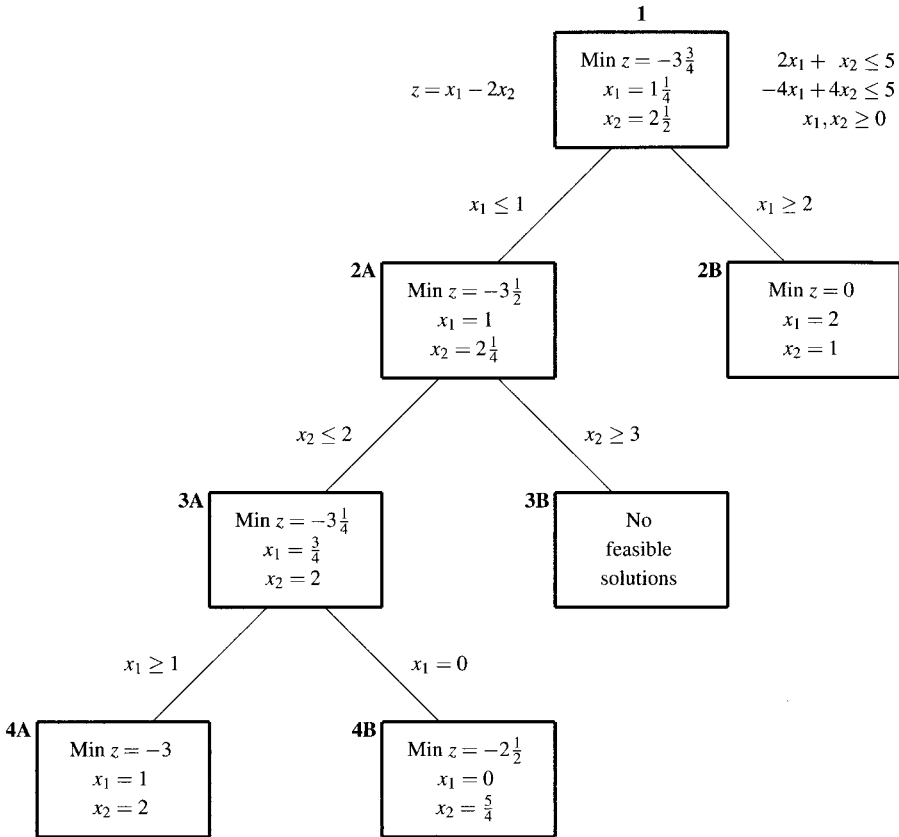 1
Min z = −3 3/4
x₁ = 1 1/4
x₂ = 2 1/2
z = x₁ − 2x₂
2x₁ + x₂ ≤ 5
−4x₁ + 4x₂ ≤ 5
x₁, x₂ ≥ 0
x₁ ≤ 1
x₁ ≥ 2
2A
Min z = −3 1/2
x₁ = 1
x₂ = 2 1/4
2B
Min z = 0
x₁ = 2
x₂ = 1
x₂ ≤ 2
x₂ ≥ 3
3A
Min z = −3 1/4
x₁ = 3/4
x₂ = 2
3B
No
feasible
solutions
x₁ ≥ 1
x₁ = 0
4A
Min z = −3
x₁ = 1
x₂ = 2
4B
Min z = −2 1/2
x₁ = 0
x₂ = 5/4